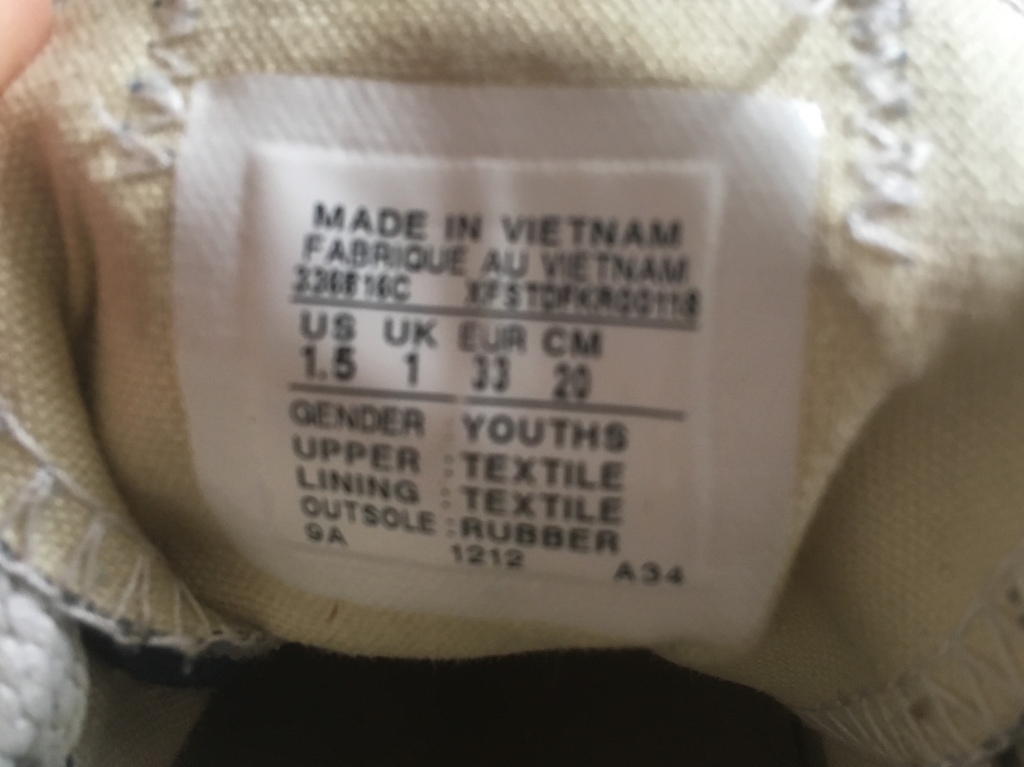 MADE IN VIETNAM
FABRIQUE AU VIETNAM
US UK EUR CM
1.5 1 33 20
GENDER : YOUTHS
UPPER : TEXTILE
LINING : TEXTILE
OUTSOLE : RUBBER
9A 1212 A34